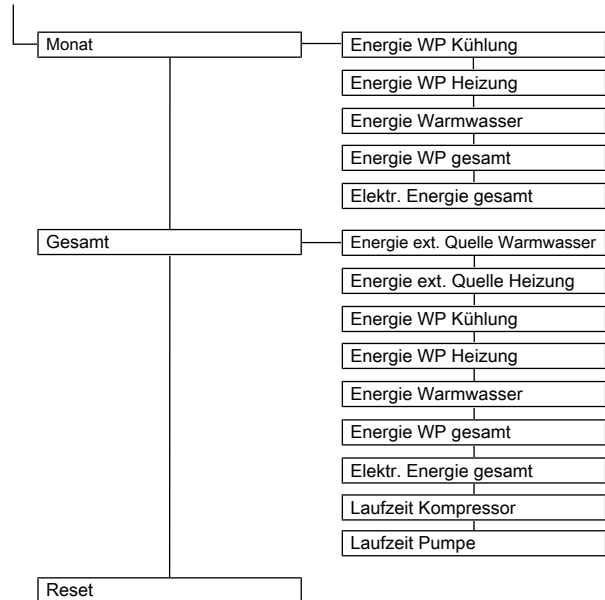 Monat
Energie WP Kühlung
Energie WP Heizung
Energie Warmwasser
Energie WP gesamt
Elektr. Energie gesamt
Gesamt
Energie ext. Quelle Warmwasser
Energie ext. Quelle Heizung
Energie WP Kühlung
Energie WP Heizung
Energie Warmwasser
Energie WP gesamt
Elektr. Energie gesamt
Laufzeit Kompressor
Laufzeit Pumpe
Reset